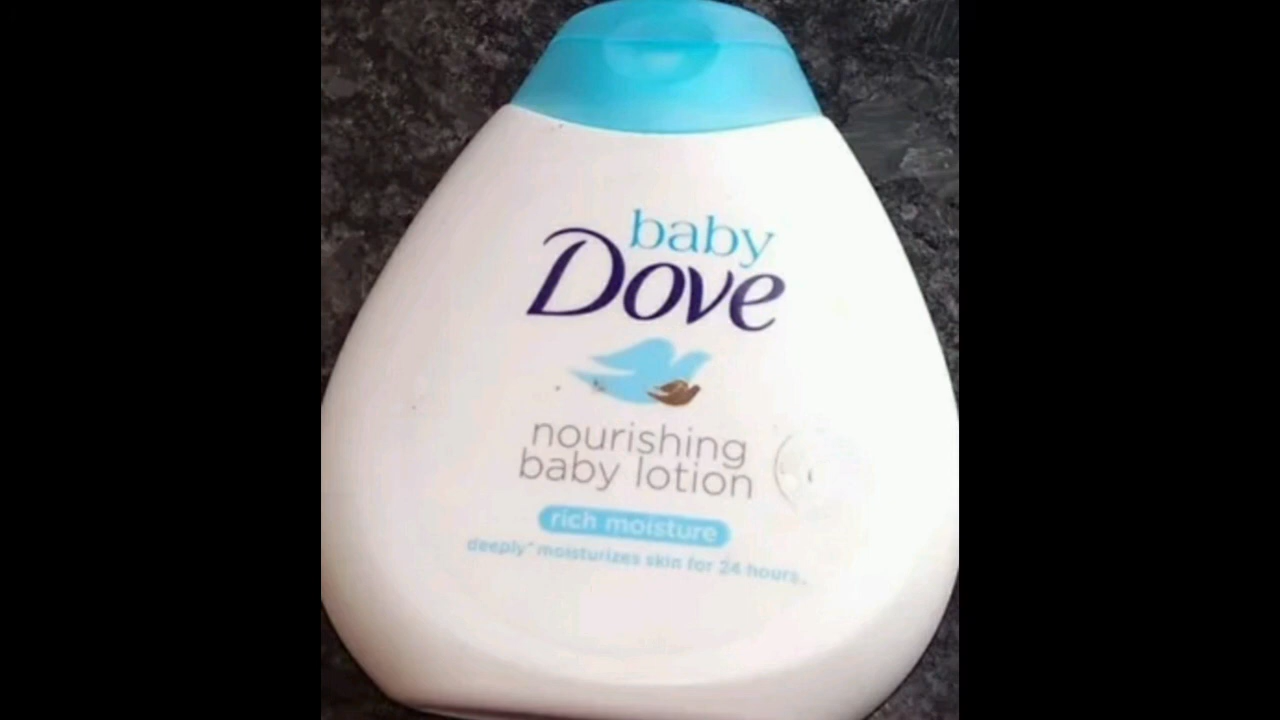 baby
Dove
nourishing
baby lotion
rich moisture
deeply* moisturizes skin for 24 hours.